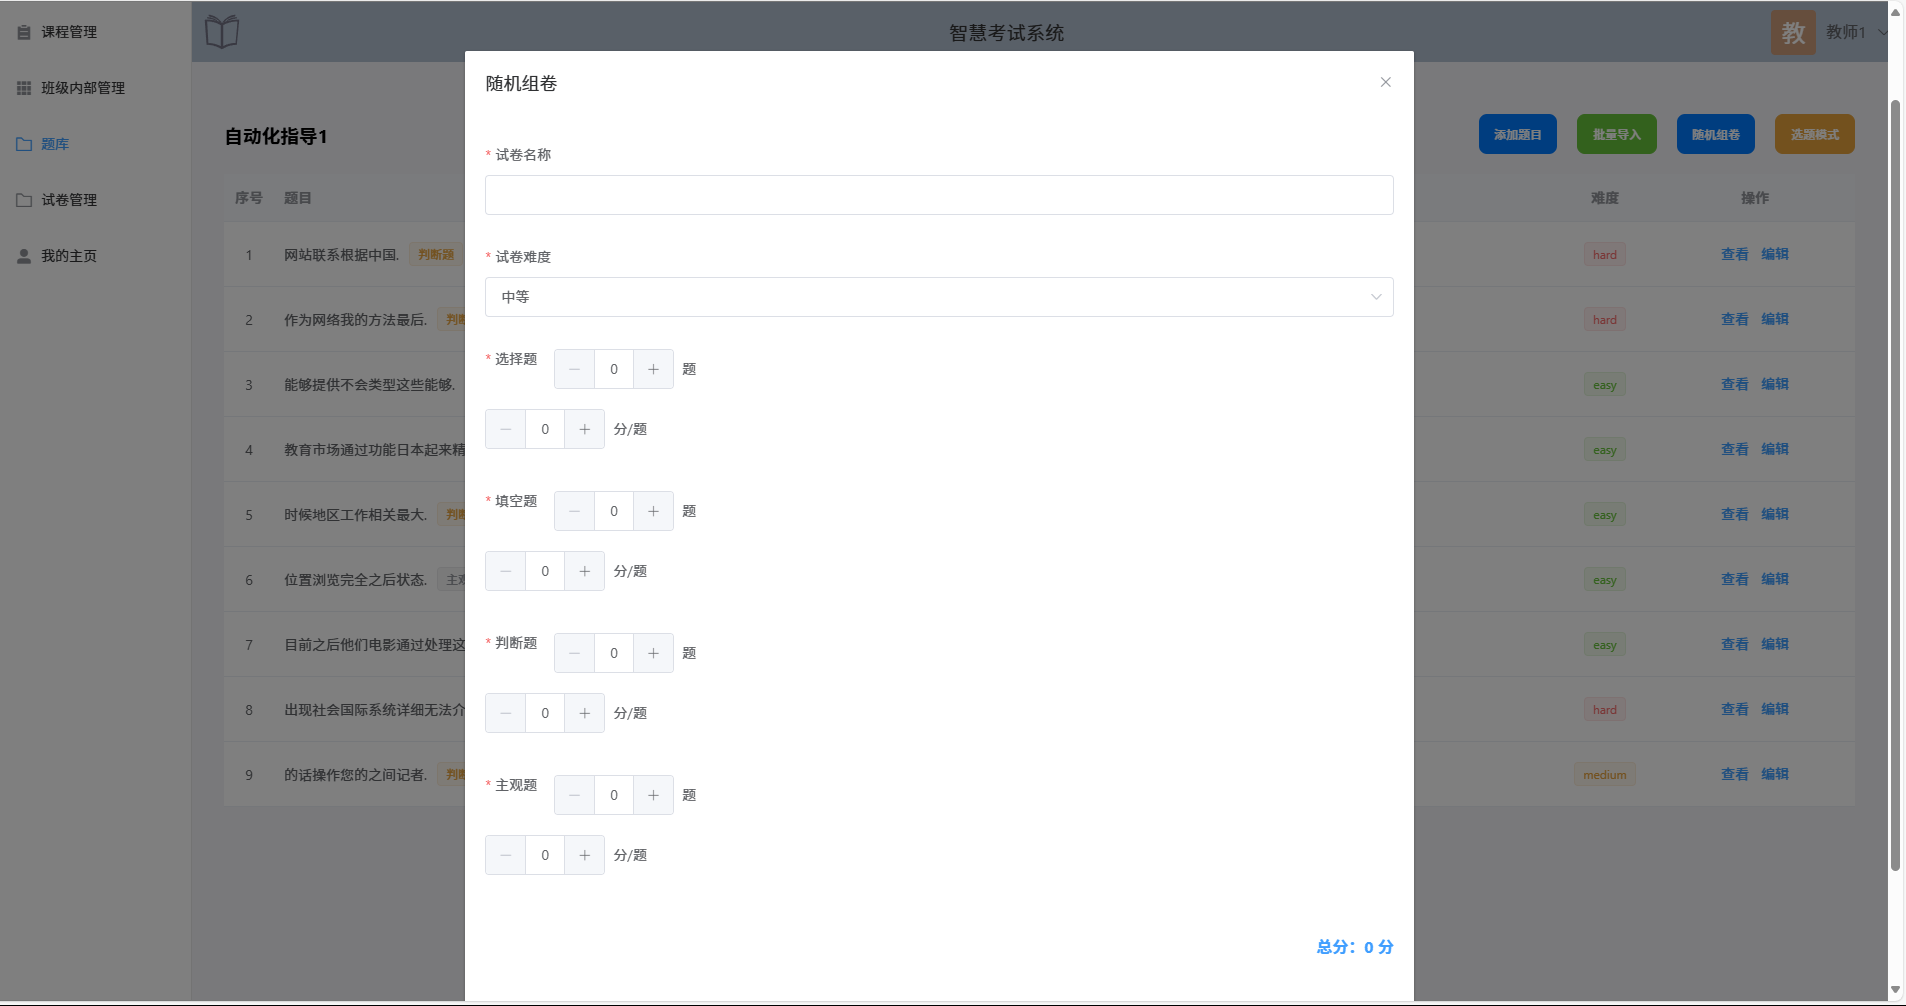 课程管理
班级内部管理
题库
试卷管理
我的主页
智慧考试系统
教 教师1
自动化指导1
添加题目 批量导入 随机组卷 选题模式
序号 题目 难度 操作
1 网站联系根据中国. 判断题 hard 查看 编辑
2 作为网络我的方法最后. 判断 hard 查看 编辑
3 能够提供不会类型这些能够. easy 查看 编辑
4 教育市场通过功能日本起来精 easy 查看 编辑
5 时候地区工作相关最大. 判断 easy 查看 编辑
6 位置浏览完全之后状态. 主观 easy 查看 编辑
7 目前之后他们电影通过处理这 easy 查看 编辑
8 出现社会国际系统详细无法介 hard 查看 编辑
9 的话操作您的之间记者. 判断 medium 查看 编辑
随机组卷
* 试卷名称
* 试卷难度
中等
* 选择题 0 题
0 分/题
* 填空题 0 题
0 分/题
* 判断题 0 题
0 分/题
* 主观题 0 题
0 分/题
总分：0 分